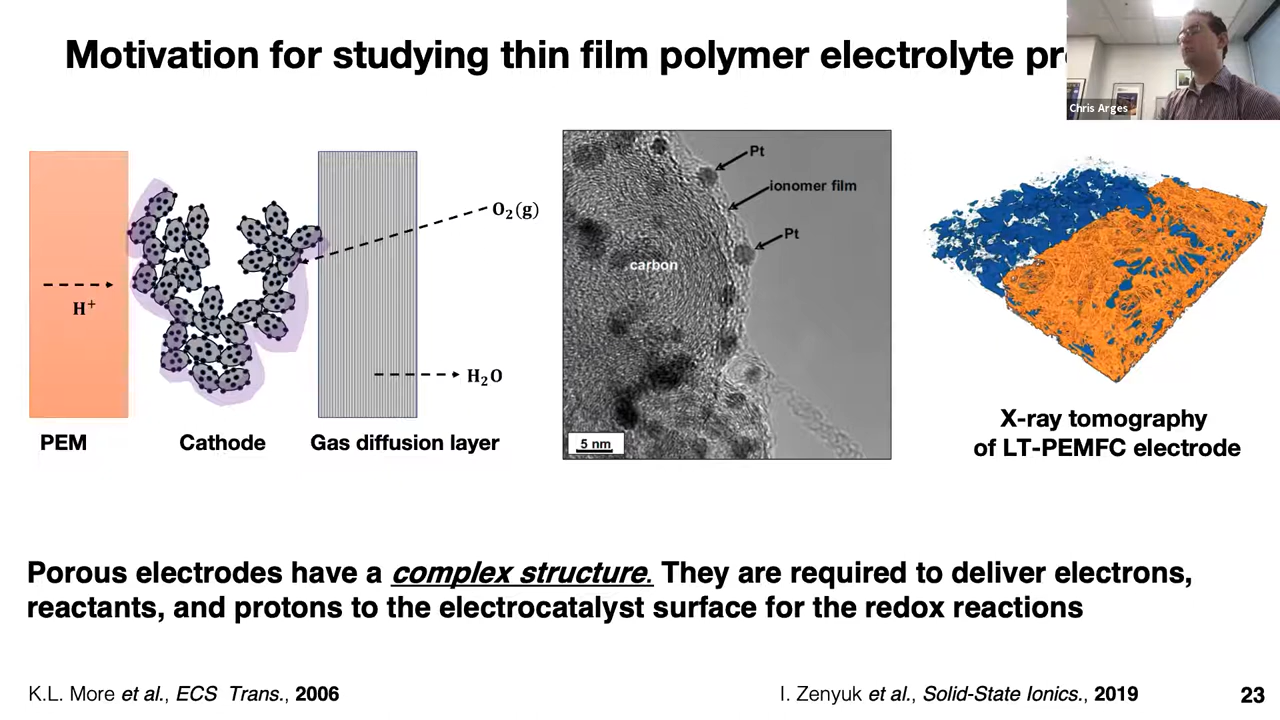 Motivation for studying thin film polymer electrolyte
Chris Arges
Pt
ionomer film
Pt
carbon
5 nm
O₂(g)
H⁺
H₂O
PEM
Cathode
Gas diffusion layer
X-ray tomography
of LT-PEMFC electrode
Porous electrodes have a complex structure. They are required to deliver electrons,
reactants, and protons to the electrocatalyst surface for the redox reactions
K.L. More et al., ECS Trans., 2006
I. Zenyuk et al., Solid-State Ionics., 2019
23